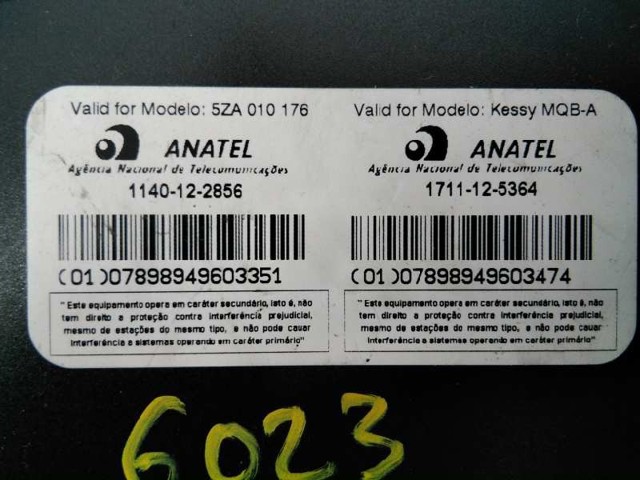 Valid for Modelo: 5ZA 010 176
ANATEL
Agência Nacional de Telecomunicações
1140-12-2856
(01)07898949603351
"Este equipamento opera em caráter secundário, isto é, não
tem direito a proteção contra interferência prejudicial,
mesmo de estações do mesmo tipo, e não pode cauar
interferência a sistemas operando em caráter primário"
Valid for Modelo: Kessy MQB-A
ANATEL
Agência Nacional de Telecomunicações
1711-12-5364
(01)07898949603474
"Este equipamento opera em caráter secundário, isto é, não
tem direito a proteção contra interferência prejudicial,
mesmo de estações do mesmo tipo, e não pode cauar
interferência a sistemas operando em caráter primário"
6023